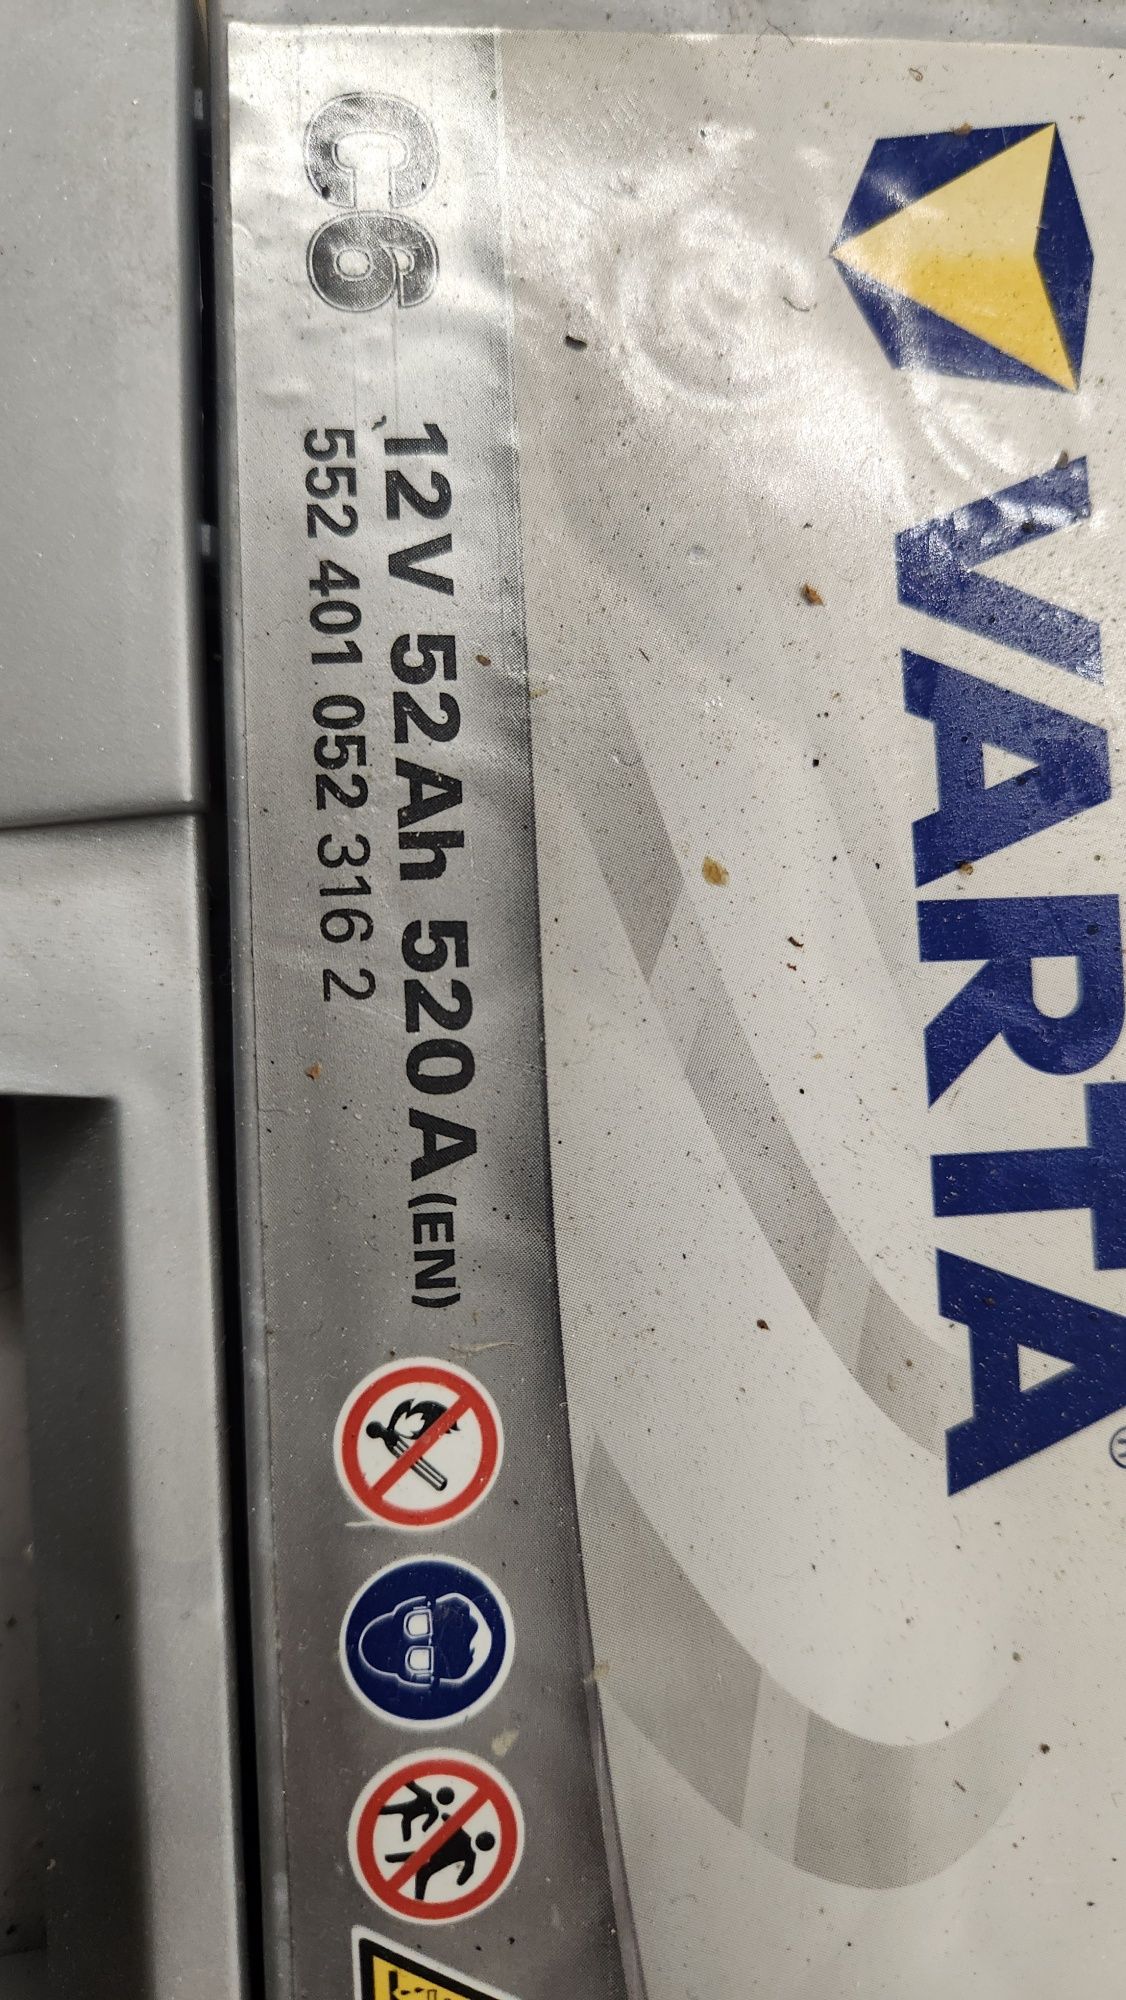 VARTA®
C6
12V 52Ah 520A (EN)
552 401 052 316 2